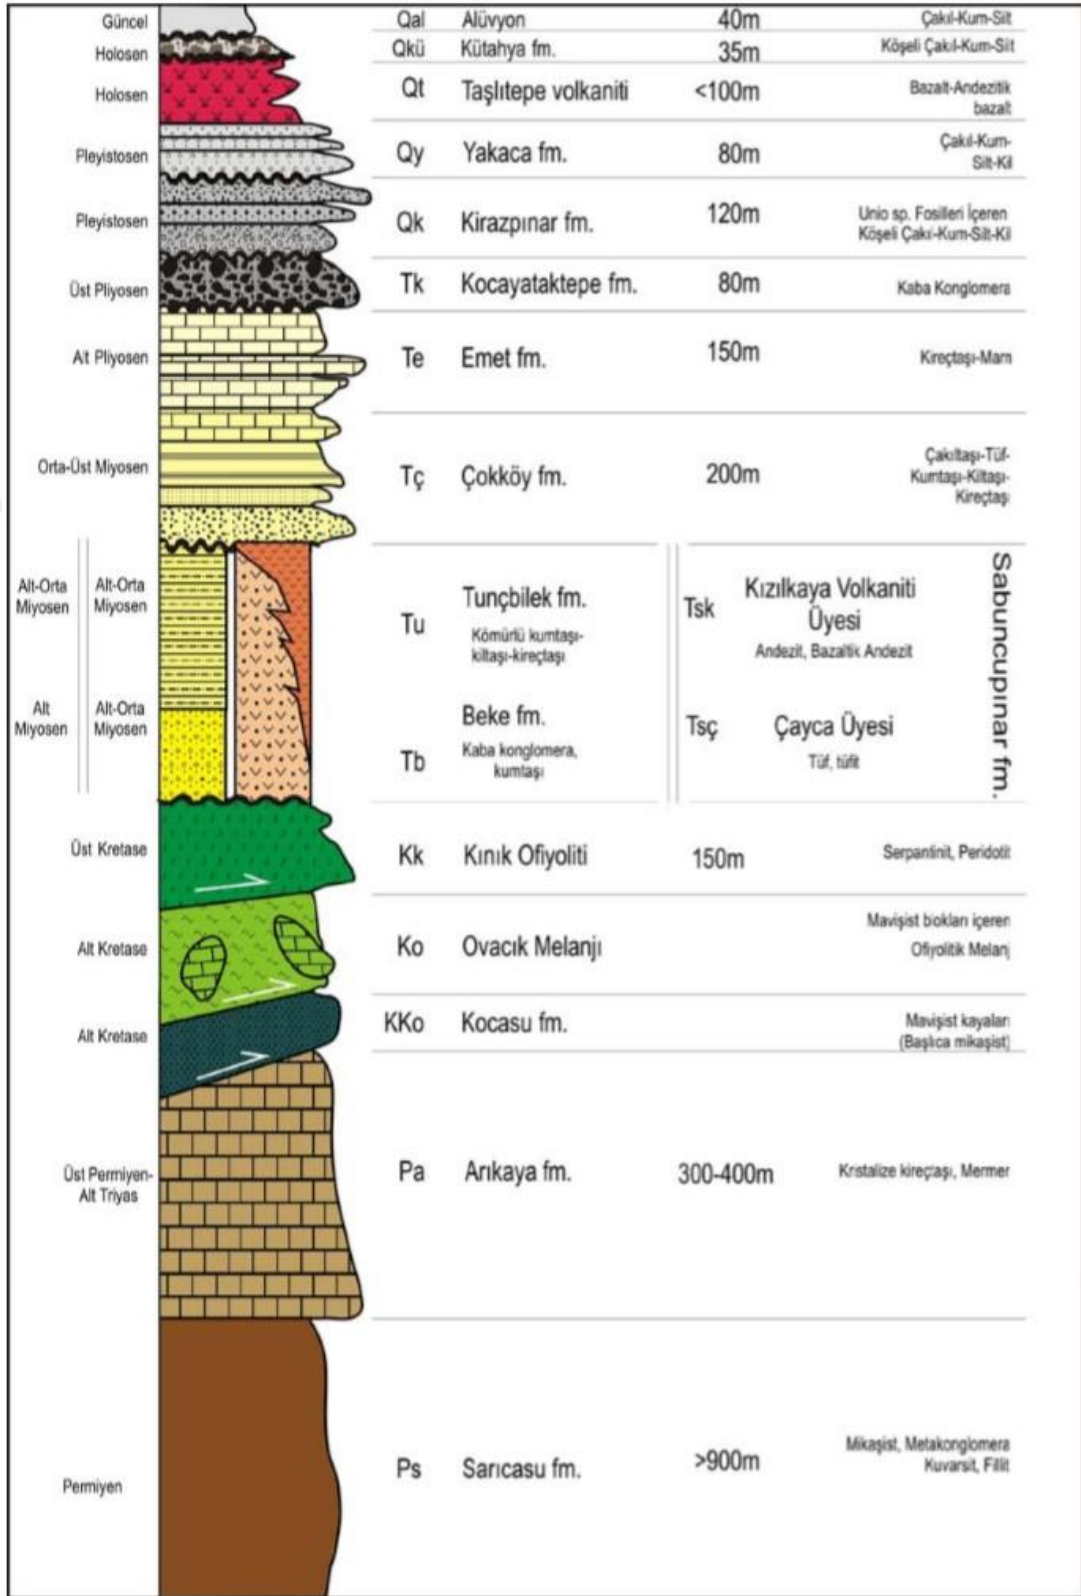 Güncel Qal Alüvyon 40m Çakıl-Kum-Silt
Holosen Qkü Kütahya fm. 35m Köşeli Çakıl-Kum-Silt
Holosen Qt Taşlıtepe volkaniti <100m Bazalt-Andezitik
bazalt
Pleyistosen Qy Yakaca fm. 80m Çakıl-Kum-
Silt-Kil
Pleyistosen Qk Kirazpınar fm. 120m Unio sp. Fosilleri İçeren
Köşeli Çakıl-Kum-Silt-Kil
Üst Pliyosen Tk Kocayataktepe fm. 80m Kaba Konglomera
Alt Pliyosen Te Emet fm. 150m Kireçtaşı-Marn
Orta-Üst Miyosen Tç Çokköy fm. 200m Çakıltaşı-Tüf-
Kumtaşı-Kiltaşı-
Kireçtaşı
Alt-Orta
Miyosen
Alt-Orta
Miyosen
Tu Tunçbilek fm.
Kömürlü kumtaşı-
kiltaşı-kireçtaşı
Tsk Kızılkaya Volkaniti
Üyesi
Andezit, Bazaltik Andezit
Alt
Miyosen
Alt-Orta
Miyosen
Tb Beke fm.
Kaba konglomera,
kumtaşı
Tsç Çayca Üyesi
Tüf, tüfit
Sabuncupınar fm.
Üst Kretase Kk Kınık Ofiyoliti 150m Serpantinit, Peridotit
Alt Kretase Ko Ovacık Melanjı Mavişist blokları içeren
Ofiyolitik Melanj
Alt Kretase KKo Kocasu fm. Mavişist kayaları
(Başlıca mikaşist)
Üst Permiyen-
Alt Triyas
Pa Arıkaya fm. 300-400m Kristalize kireçtaşı, Mermer
Permiyen Ps Sarıcasu fm. >900m Mikaşist, Metakonglomera
Kuvarsit, Fillit